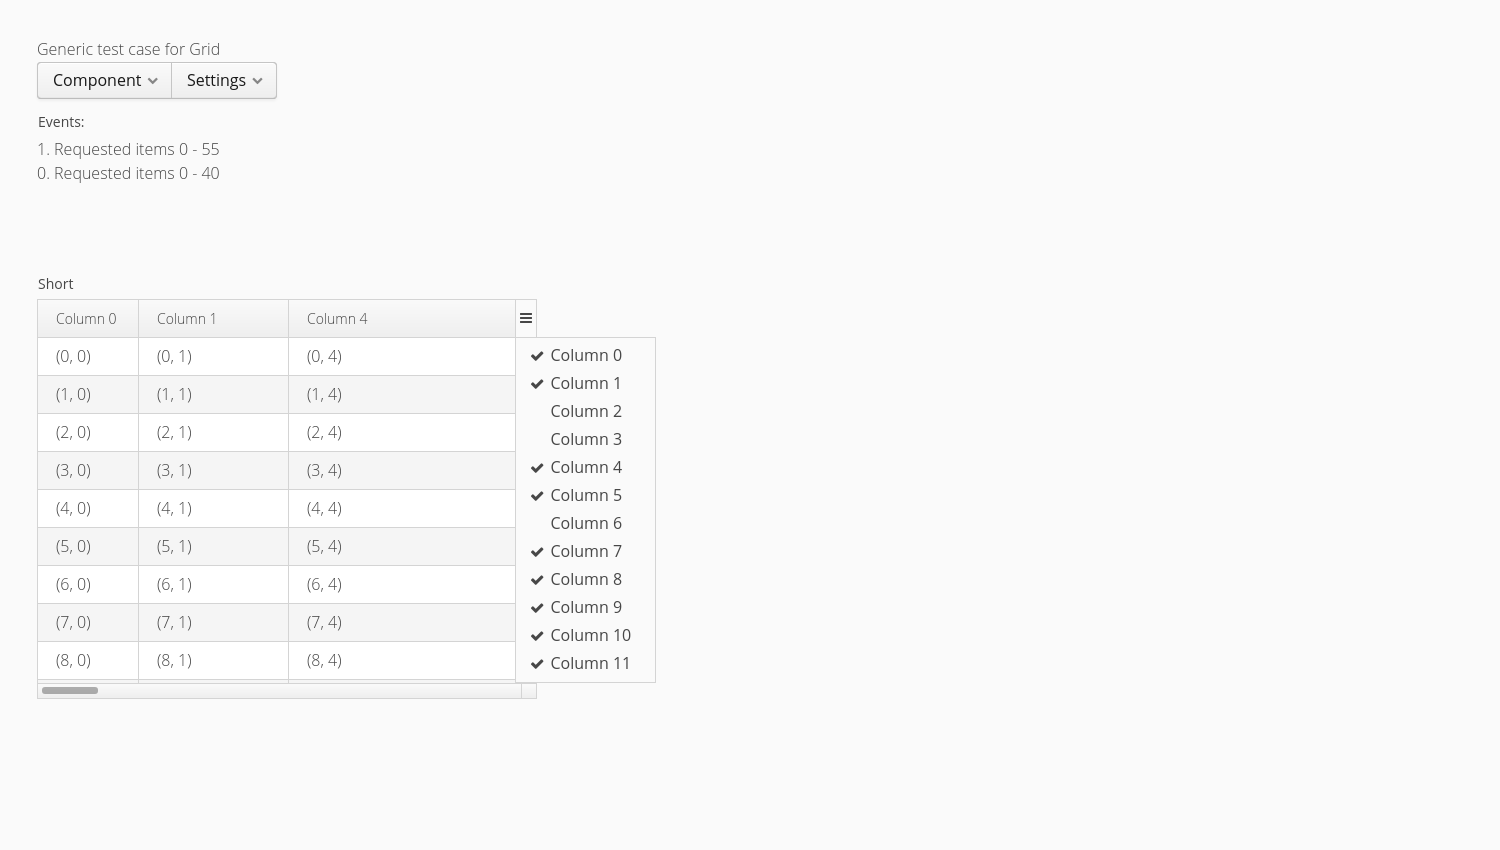 Generic test case for Grid
Component Settings
Events:
1. Requested items 0 - 55
0. Requested items 0 - 40
Short
Column 0 Column 1 Column 4
(0, 0) (0, 1) (0, 4)
(1, 0) (1, 1) (1, 4)
(2, 0) (2, 1) (2, 4)
(3, 0) (3, 1) (3, 4)
(4, 0) (4, 1) (4, 4)
(5, 0) (5, 1) (5, 4)
(6, 0) (6, 1) (6, 4)
(7, 0) (7, 1) (7, 4)
(8, 0) (8, 1) (8, 4)
Column 0
Column 1
Column 2
Column 3
Column 4
Column 5
Column 6
Column 7
Column 8
Column 9
Column 10
Column 11